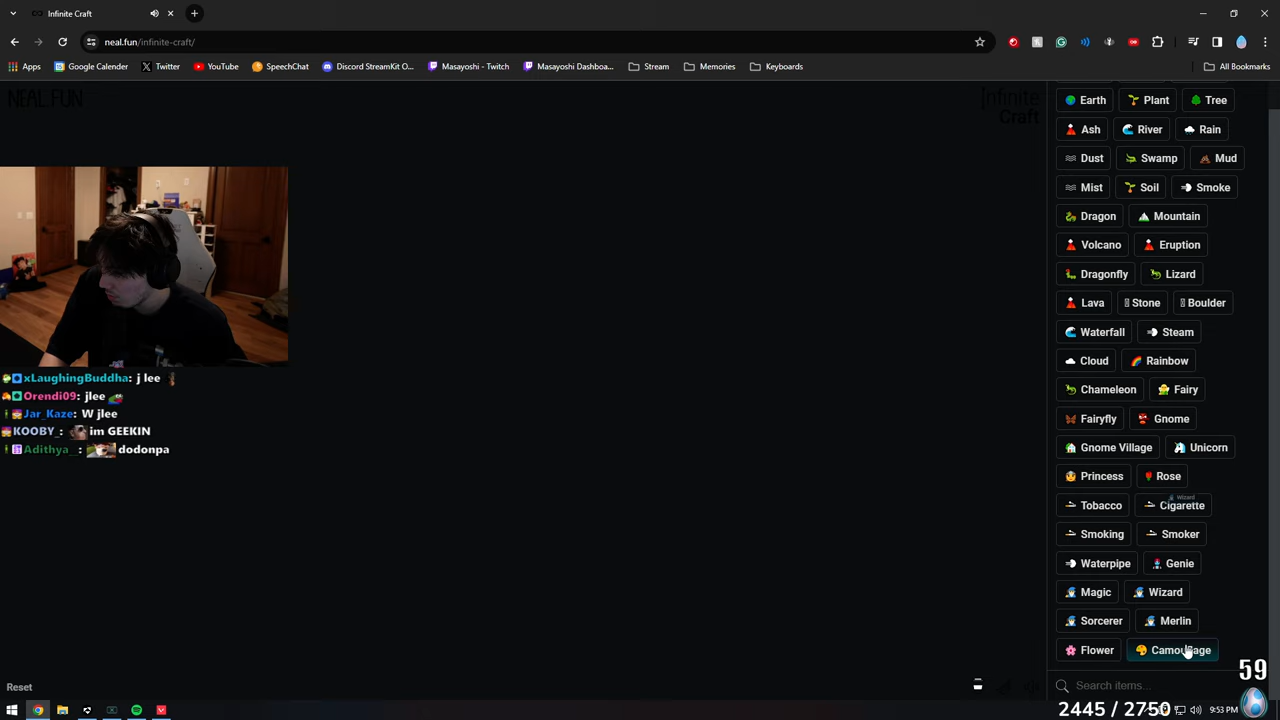 Infinite Craft
neal.fun/infinite-craft/
Apps
Google Calender
Twitter
YouTube
SpeechChat
Discord StreamKit O...
Masayoshi - Twitch
Masayoshi Dashboa...
Stream
Memories
Keyboards
All Bookmarks
NEAL.FUN
Infinite
Craft
Earth Plant Tree
Ash River Rain
Dust Swamp Mud
Mist Soil Smoke
Dragon Mountain
Volcano Eruption
Dragonfly Lizard
Lava Stone Boulder
Waterfall Steam
Cloud Rainbow
Chameleon Fairy
Fairyfly Gnome
Gnome Village Unicorn
Princess Rose
Wizard
Tobacco Cigarette
Smoking Smoker
Waterpipe Genie
Magic Wizard
Sorcerer Merlin
Flower Camouflage
xLaughingBuddha: j lee
Orendi09: jlee
Jar_Kaze: W jlee
KOOBY_: im GEEKIN
Adithya__: dodonpa
59
Reset
Search items...
2445 / 2750
9:53 PM